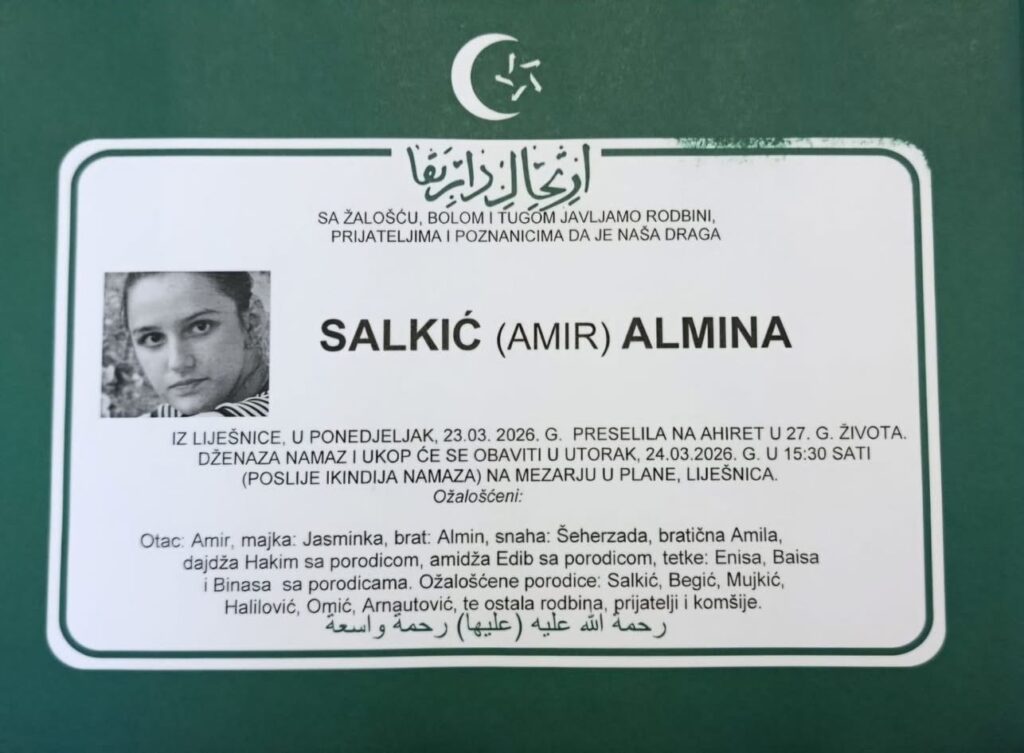 ارتحال دار بقا
SA ŽALOŠĆU, BOLOM I TUGOM JAVLJAMO RODBINI,
PRIJATELJIMA I POZNANICIMA DA JE NAŠA DRAGA
SALKIĆ (AMIR) ALMINA
IZ LIJEŠNICE, U PONEDJELJAK, 23.03. 2026. G. PRESELILA NA AHIRET U 27. G. ŽIVOTA.
DŽENAZA NAMAZ I UKOP ĆE SE OBAVITI U UTORAK, 24.03.2026. G. U 15:30 SATI
(POSLIJE IKINDIJA NAMAZA) NA MEZARJU U PLANE, LIJEŠNICA.
Ožalošćeni:
Otac: Amir, majka: Jasminka, brat: Almin, snaha: Šeherzada, bratična Amila,
dajdža Hakim sa porodicom, amidža Edib sa porodicom, tetke: Enisa, Baisa
i Binasa sa porodicama. Ožalošćene porodice: Salkić, Begić, Mujkić,
Halilović, Omić, Arnautović, te ostala rodbina, prijatelji i komšije.
رحمة الله عليه (عليها) رحمة واسعة